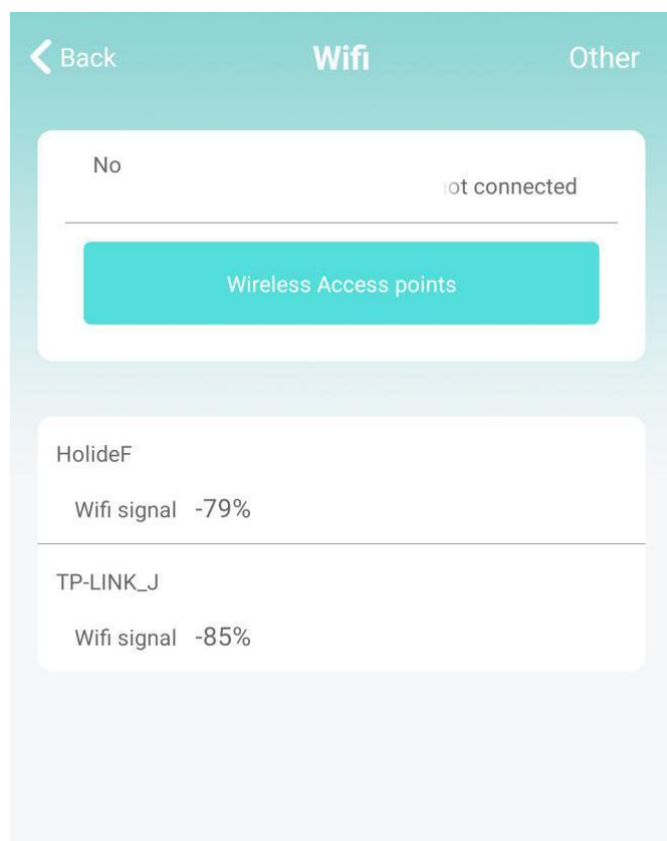 Back Wifi Other
No
ot connected
Wireless Access points
HolideF
Wifi signal -79%
TP-LINK_J
Wifi signal -85%